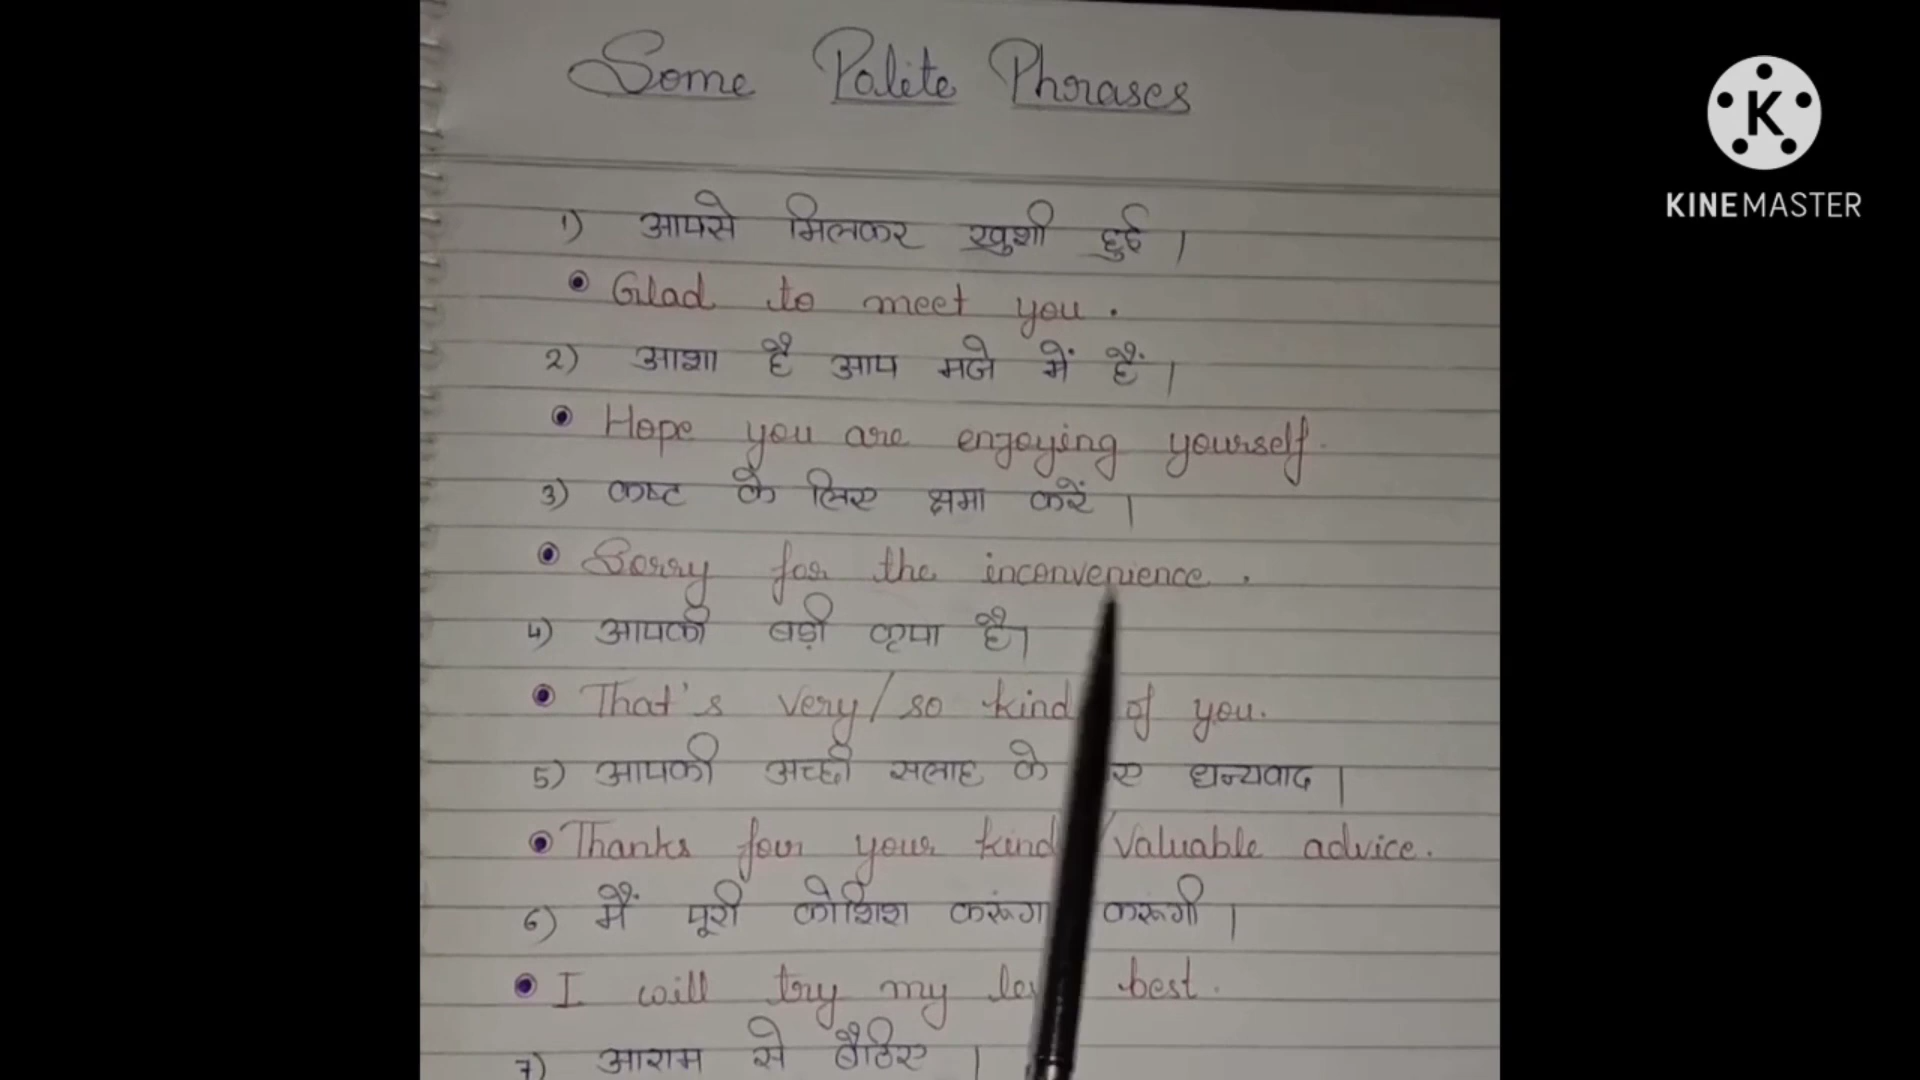 Some Polite Phrases
KINEMASTER
1) आपसे मिलकर खुशी हुई।
• Glad to meet you.
2) आशा है आप मजे में हैं।
• Hope you are enjoying yourself.
3) कष्ट के लिए क्षमा करें।
• Sorry for the inconvenience.
4) आपकी बड़ी कृपा है।
• That's very/so kind of you.
5) आपकी अच्छी सलाह के धन्यवाद।
• Thanks for your kind/valuable advice.
6) मैं पूरी कोशिश करूंगा करूंगी।
• I will try my best.
7) आराम से बैठिए।